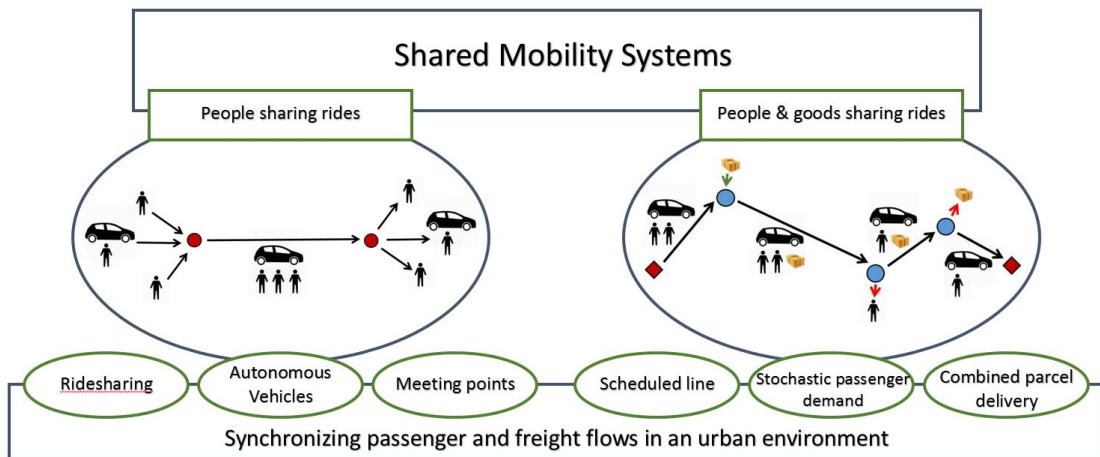 Shared Mobility Systems
People sharing rides
People & goods sharing rides
Ridesharing
Autonomous
Vehicles
Meeting points
Scheduled line
Stochastic passenger
demand
Combined parcel
delivery
Synchronizing passenger and freight flows in an urban environment